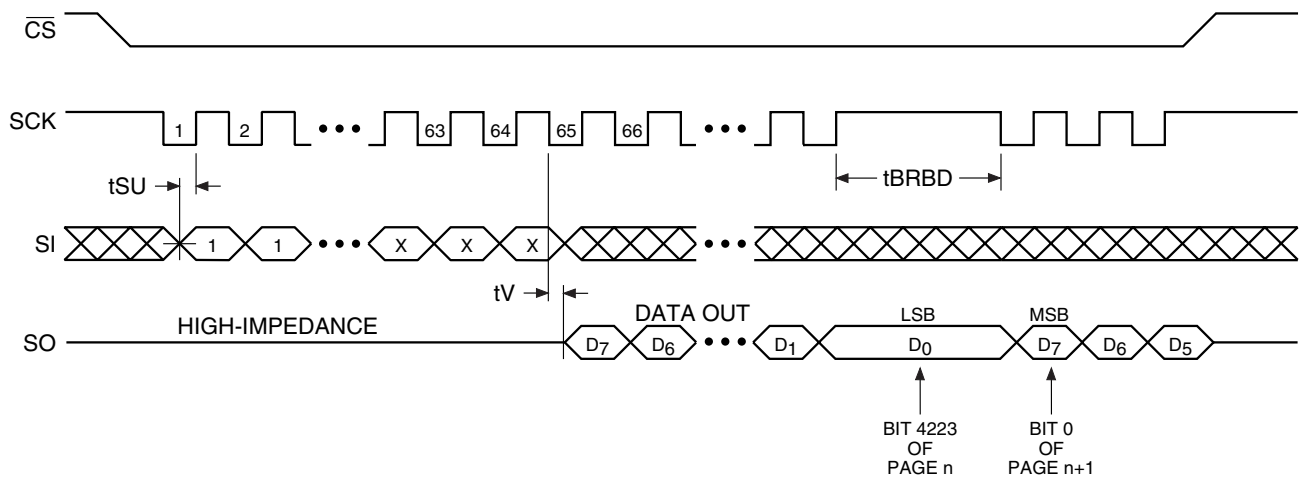 CS
SCK 1 2 ••• 63 64 65 66 •••
tSU tBRBD
SI 1 1 ••• X X X •••
tV
HIGH-IMPEDANCE DATA OUT LSB MSB
SO D7 D6 ••• D1 D0 D7 D6 D5
BIT 4223 BIT 0
OF OF
PAGE n PAGE n+1